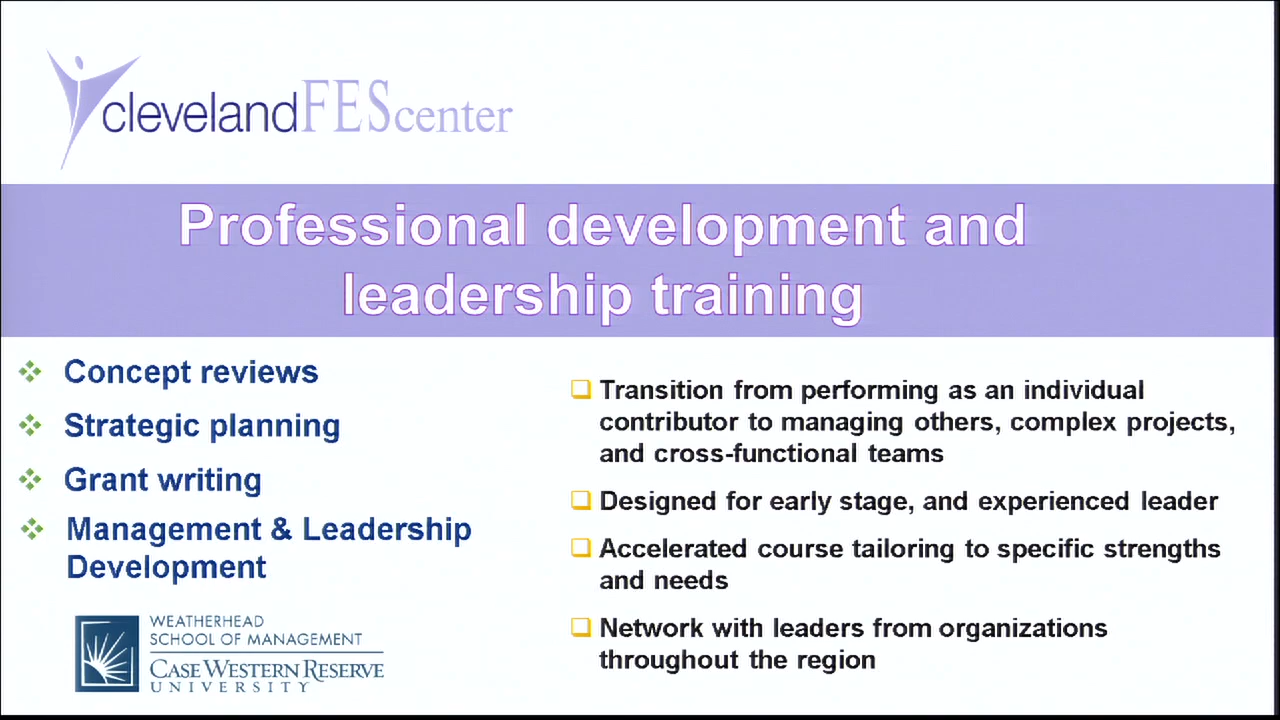 clevelandFEScenter
Professional development and
leadership training
Concept reviews
Strategic planning
Grant writing
Management & Leadership
Development
WEATHERHEAD
SCHOOL OF MANAGEMENT
CASE WESTERN RESERVE
UNIVERSITY
Transition from performing as an individual
contributor to managing others, complex projects,
and cross-functional teams
Designed for early stage, and experienced leader
Accelerated course tailoring to specific strengths
and needs
Network with leaders from organizations
throughout the region